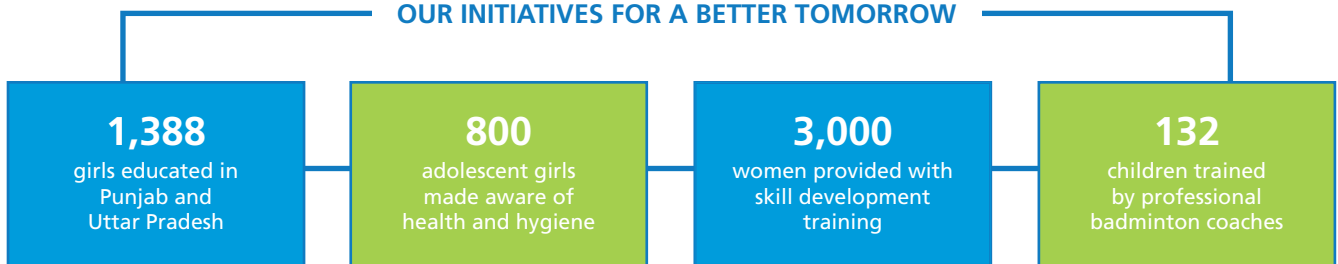 OUR INITIATIVES FOR A BETTER TOMORROW
1,388
girls educated in
Punjab and
Uttar Pradesh
800
adolescent girls
made aware of
health and hygiene
3,000
women provided with
skill development
training
132
children trained
by professional
badminton coaches